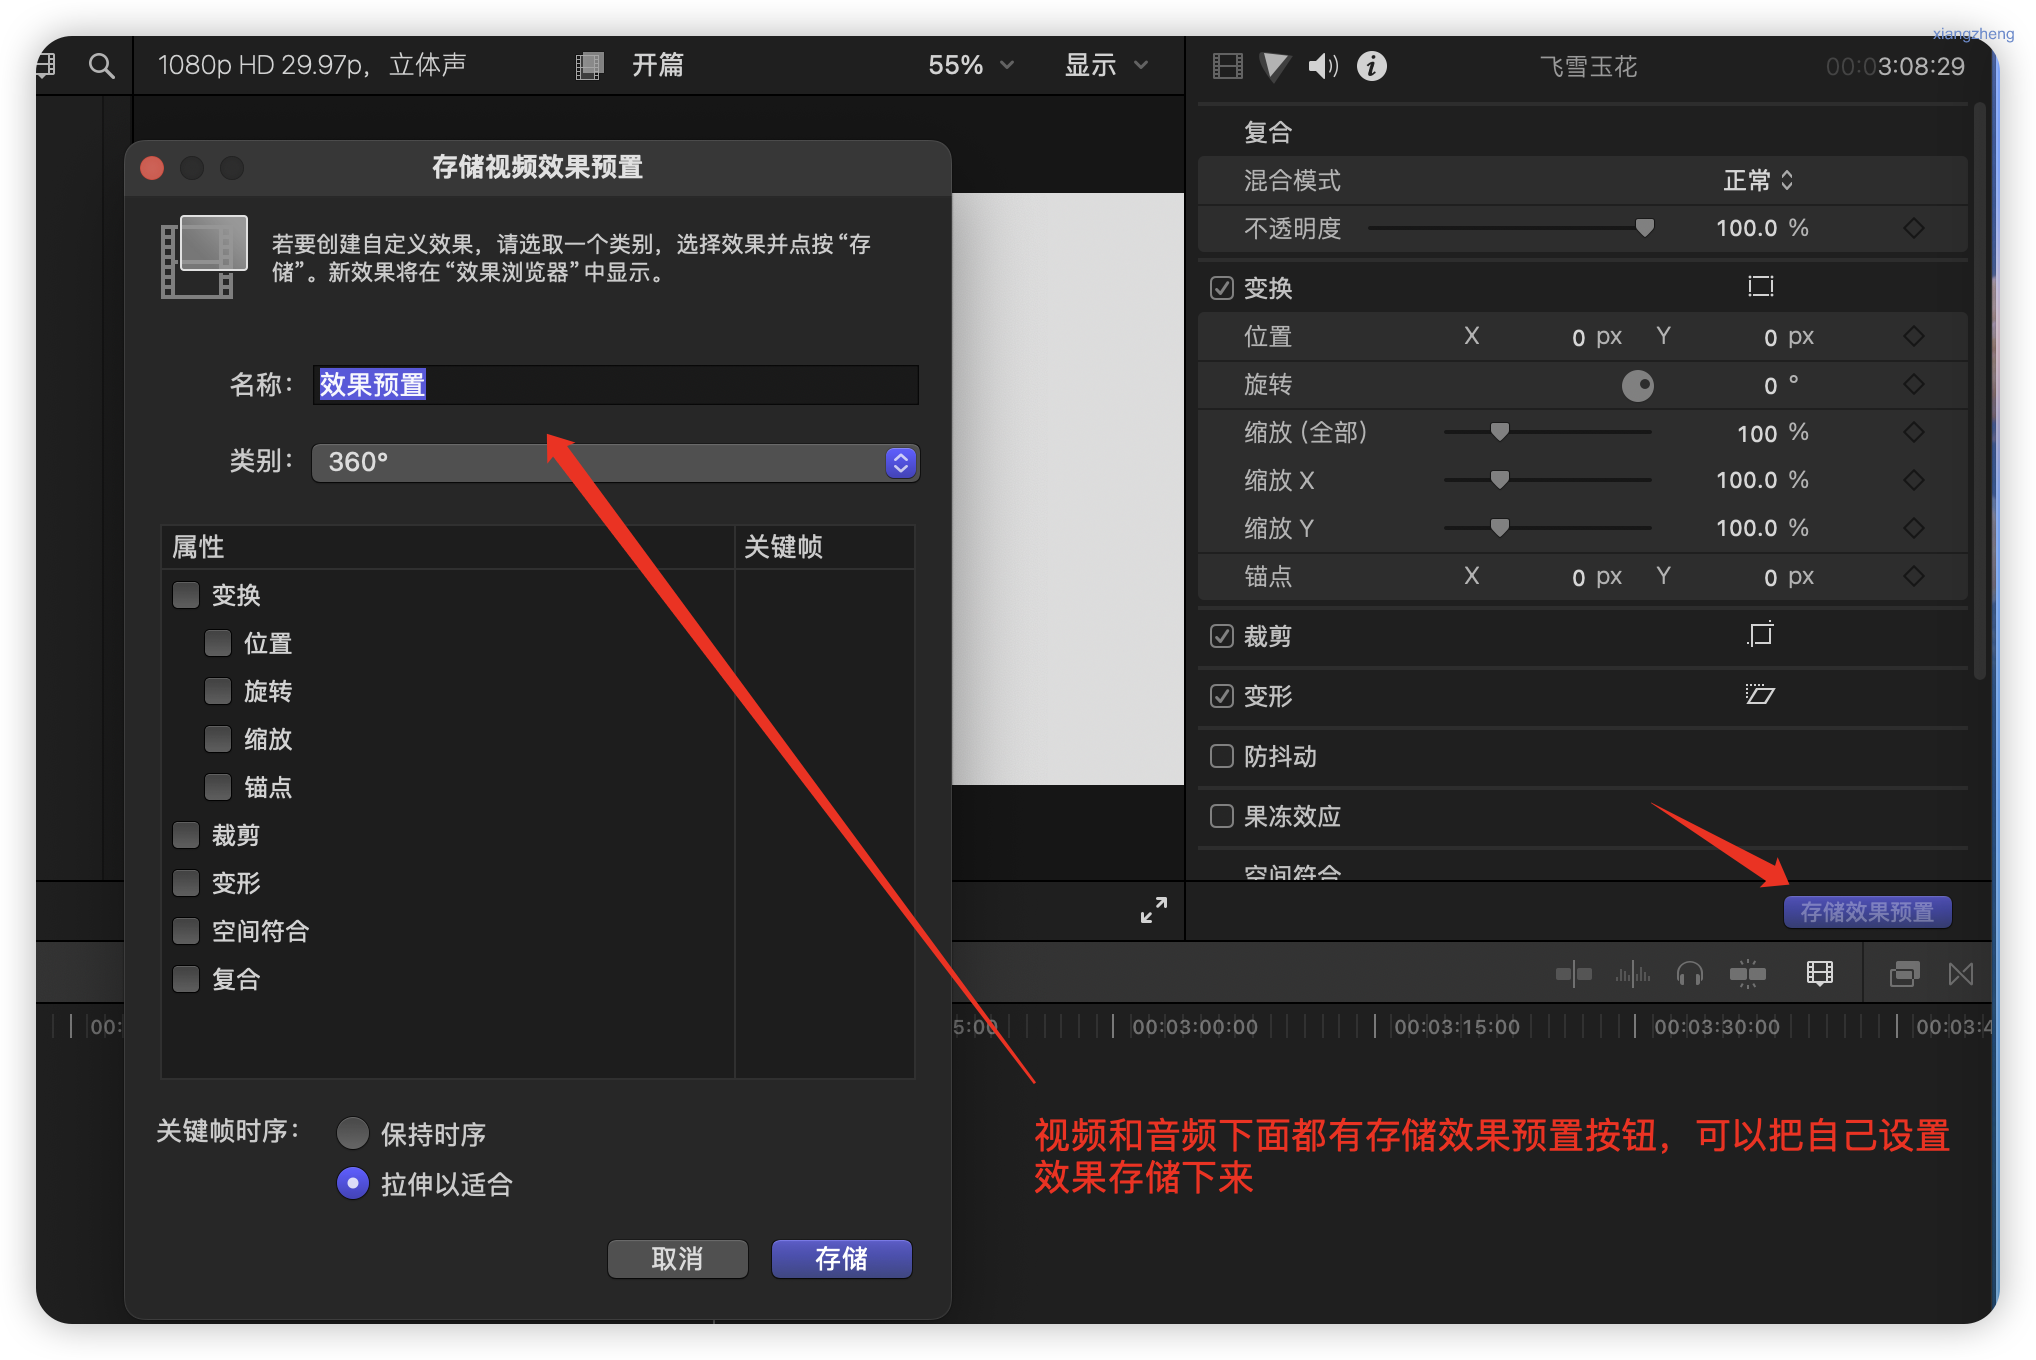 xiangzheng
1080p HD 29.97p，立体声
开篇
55%
显示
飞雪玉花
00:03:08:29
存储视频效果预置
若要创建自定义效果，请选取一个类别，选择效果并点按“存
储”。新效果将在“效果浏览器”中显示。
名称：
效果预置
类别：
360°
属性
关键帧
变换
位置
旋转
缩放
锚点
裁剪
变形
空间符合
复合
关键帧时序：
保持时序
拉伸以适合
取消
存储
复合
混合模式
正常
不透明度
100.0 %
变换
位置 X 0 px Y 0 px
旋转 0 °
缩放（全部） 100 %
缩放 X 100.0 %
缩放 Y 100.0 %
锚点 X 0 px Y 0 px
裁剪
变形
防抖动
果冻效应
空间符合
存储效果预置
00:
5:00
00:03:00:00
00:03:15:00
00:03:30:00
00:03:4
视频和音频下面都有存储效果预置按钮，可以把自己设置
效果存储下来